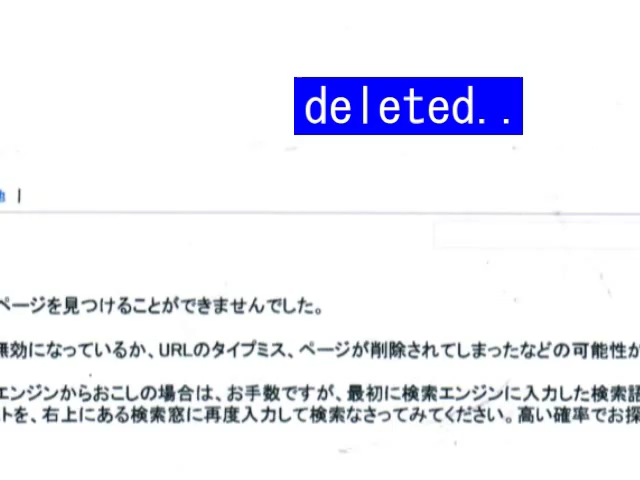 deleted..
ページを見つけることができませんでした。
無効になっているか、URLのタイプミス、ページが削除されてしまったなどの可能性が
エンジンからおこしの場合は、お手数ですが、最初に検索エンジンに入力した検索語
トを、右上にある検索窓に再度入力して検索なさってみてください。高い確率でお探